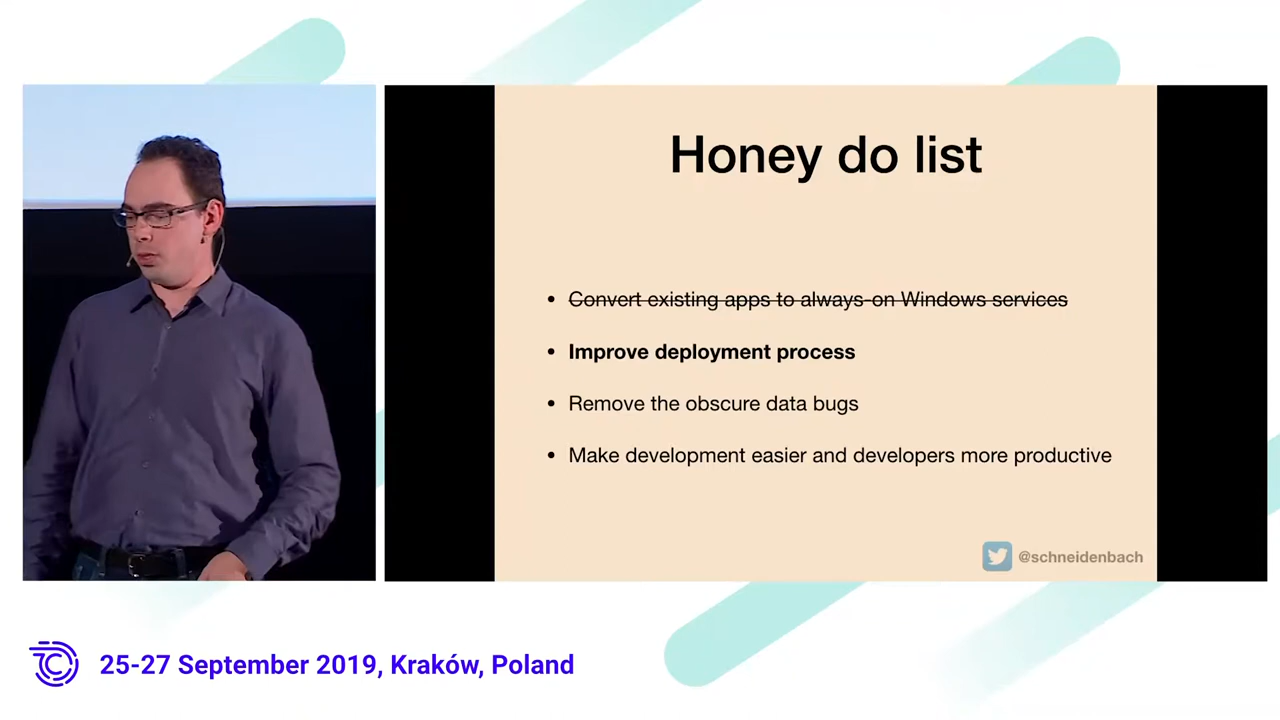 Honey do list
• Convert existing apps to always-on Windows services
• Improve deployment process
• Remove the obscure data bugs
• Make development easier and developers more productive
@schneidenbach
25-27 September 2019, Kraków, Poland